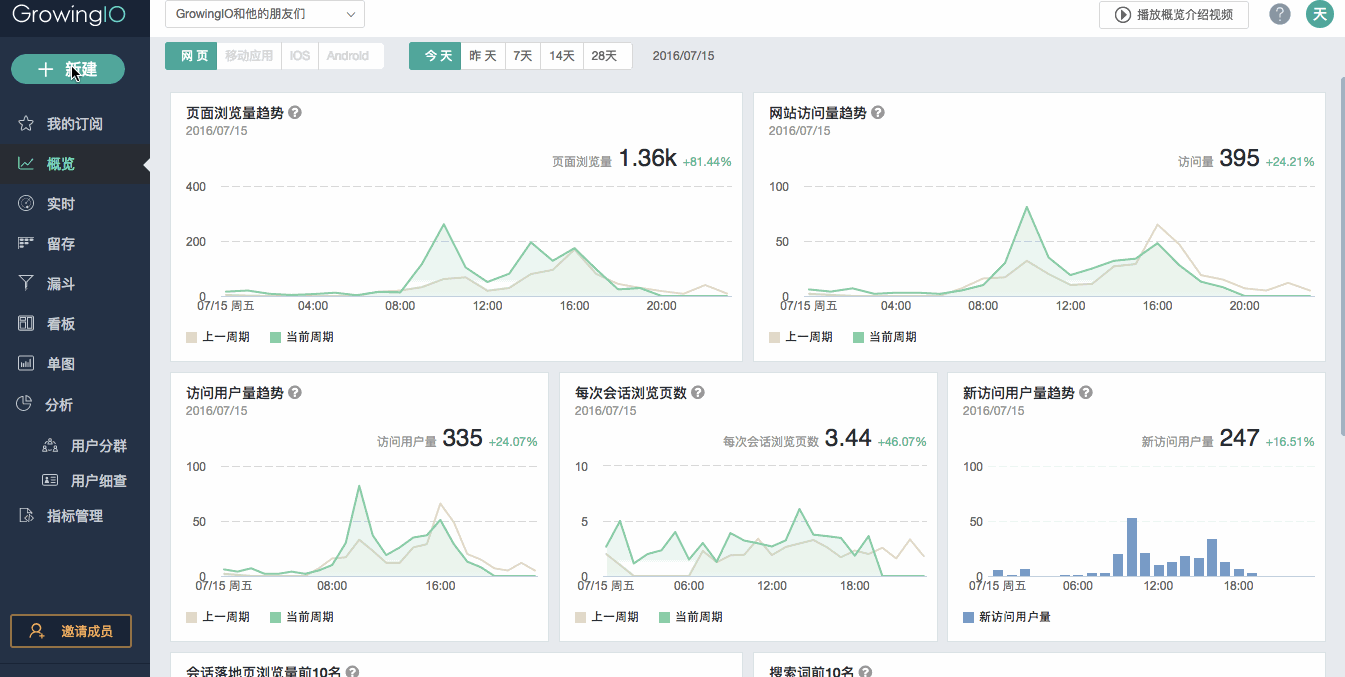 GrowingIO
GrowingIO和他的朋友们
播放概览介绍视频
?
天
新建
网 页
移动应用
iOS
Android
今 天
昨 天
7天
14天
28天
2016/07/15
我的订阅
概览
实时
留存
漏斗
看板
单图
分析
用户分群
用户细查
指标管理
邀请成员
页面浏览量趋势 ?
2016/07/15
页面浏览量 1.36k +81.44%
400
200
0
07/15 周五 04:00 08:00 12:00 16:00 20:00
上一周期 当前周期
网站访问量趋势 ?
2016/07/15
访问量 395 +24.21%
100
50
0
07/15 周五 04:00 08:00 12:00 16:00 20:00
上一周期 当前周期
访问用户量趋势 ?
2016/07/15
访问用户量 335 +24.07%
100
50
0
07/15 周五 08:00 16:00
上一周期 当前周期
每次会话浏览页数 ?
2016/07/15
每次会话浏览页数 3.44 +46.07%
10
5
0
07/15 周五 06:00 12:00 18:00
上一周期 当前周期
新访问用户量趋势 ?
2016/07/15
新访问用户量 247 +16.51%
100
50
0
07/15 周五 06:00 12:00 18:00
新访问用户量
会话落地页浏览量前10名 ?
搜索词前10名 ?